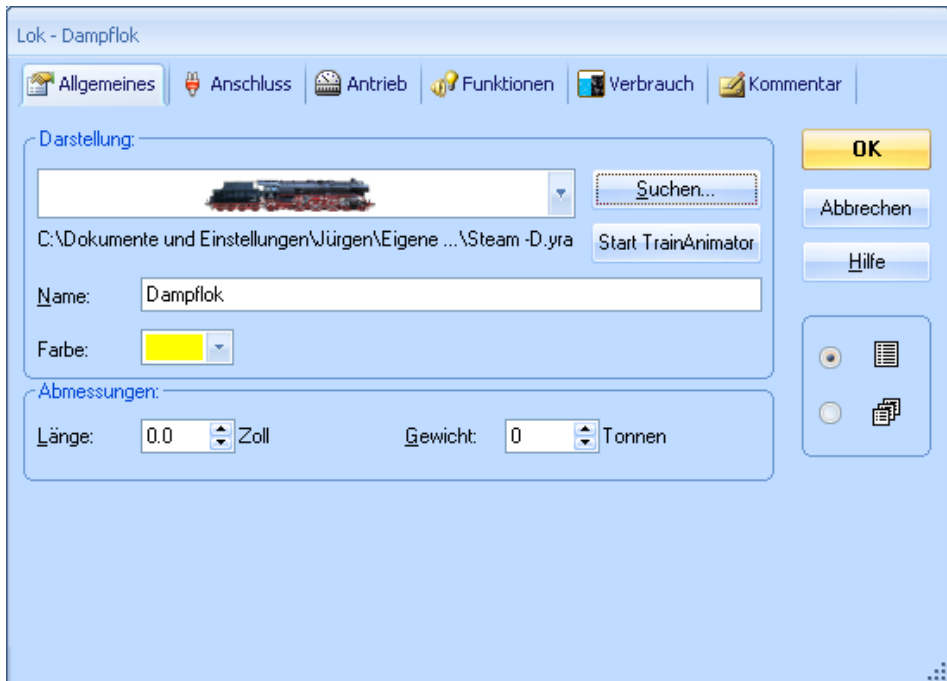 Lok - Dampflok
Allgemeines Anschluss Antrieb Funktionen Verbrauch Kommentar
Darstellung:
OK
Suchen...
Abbrechen
C:\Dokumente und Einstellungen\Jürgen\Eigene ...\Steam -D.yra Start TrainAnimator
Hilfe
Name: Dampflok
Farbe:
Abmessungen:
Länge: 0.0 Zoll Gewicht: 0 Tonnen